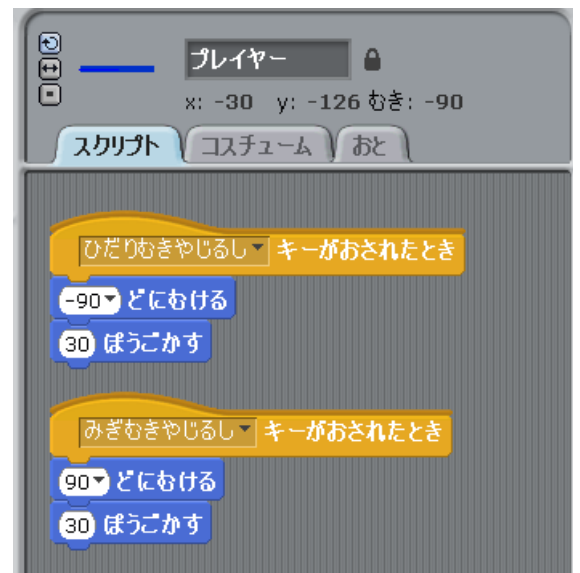 プレイヤー
x: -30 y: -126 むき: -90
スクリプト コスチューム おと
ひだりむきやじるし キーがおされたとき
-90 どにむける
30 ほうごかす
みぎむきやじるし キーがおされたとき
90 どにむける
30 ほうごかす